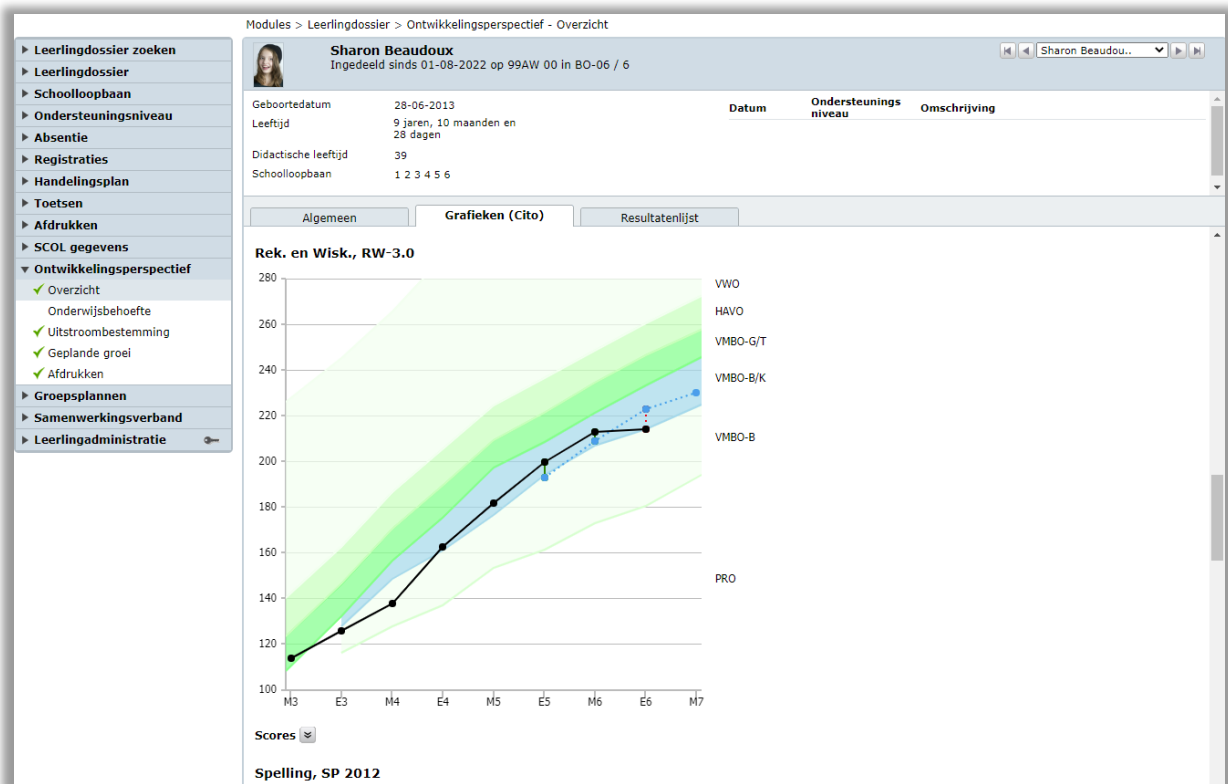 Modules > Leerlingdossier > Ontwikkelingsperspectief - Overzicht
Leerlingdossier zoeken
Leerlingdossier
Schoolloopbaan
Ondersteuningsniveau
Absentie
Registraties
Handelingsplan
Toetsen
Afdrukken
SCOL gegevens
Ontwikkelingsperspectief
Overzicht
Onderwijsbehoefte
Uitstroombestemming
Geplande groei
Afdrukken
Groepsplannen
Samenwerkingsverband
Leerlingadministratie
Sharon Beaudoux
Ingedeeld sinds 01-08-2022 op 99AW 00 in BO-06 / 6
Sharon Beaudou..
Geboortedatum 28-06-2013
Leeftijd 9 jaren, 10 maanden en
28 dagen
Didactische leeftijd 39
Schoolloopbaan 1 2 3 4 5 6
Datum Ondersteunings
niveau Omschrijving
Algemeen Grafieken (Cito) Resultatenlijst
Rek. en Wisk., RW-3.0
280
260
240
220
200
180
160
140
120
100
M3 E3 M4 E4 M5 E5 M6 E6 M7
VWO
HAVO
VMBO-G/T
VMBO-B/K
VMBO-B
PRO
Scores
Spelling, SP 2012